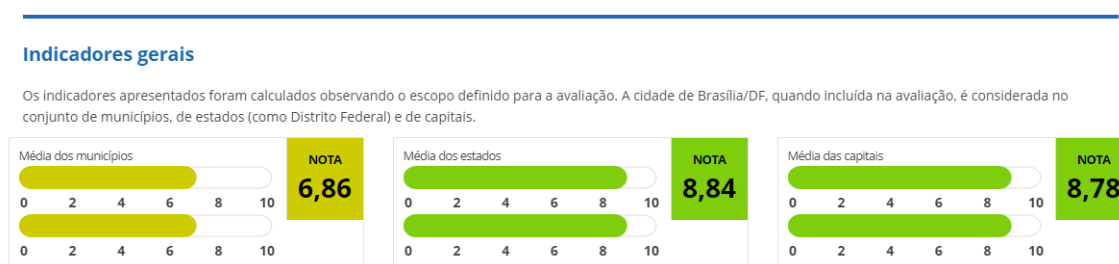 Indicadores gerais
Os indicadores apresentados foram calculados observando o escopo definido para a avaliação. A cidade de Brasília/DF, quando incluída na avaliação, é considerada no
conjunto de municípios, de estados (como Distrito Federal) e de capitais.
Média dos municípios
NOTA
6,86
0 2 4 6 8 10
0 2 4 6 8 10
Média dos estados
NOTA
8,84
0 2 4 6 8 10
0 2 4 6 8 10
Média das capitais
NOTA
8,78
0 2 4 6 8 10
0 2 4 6 8 10